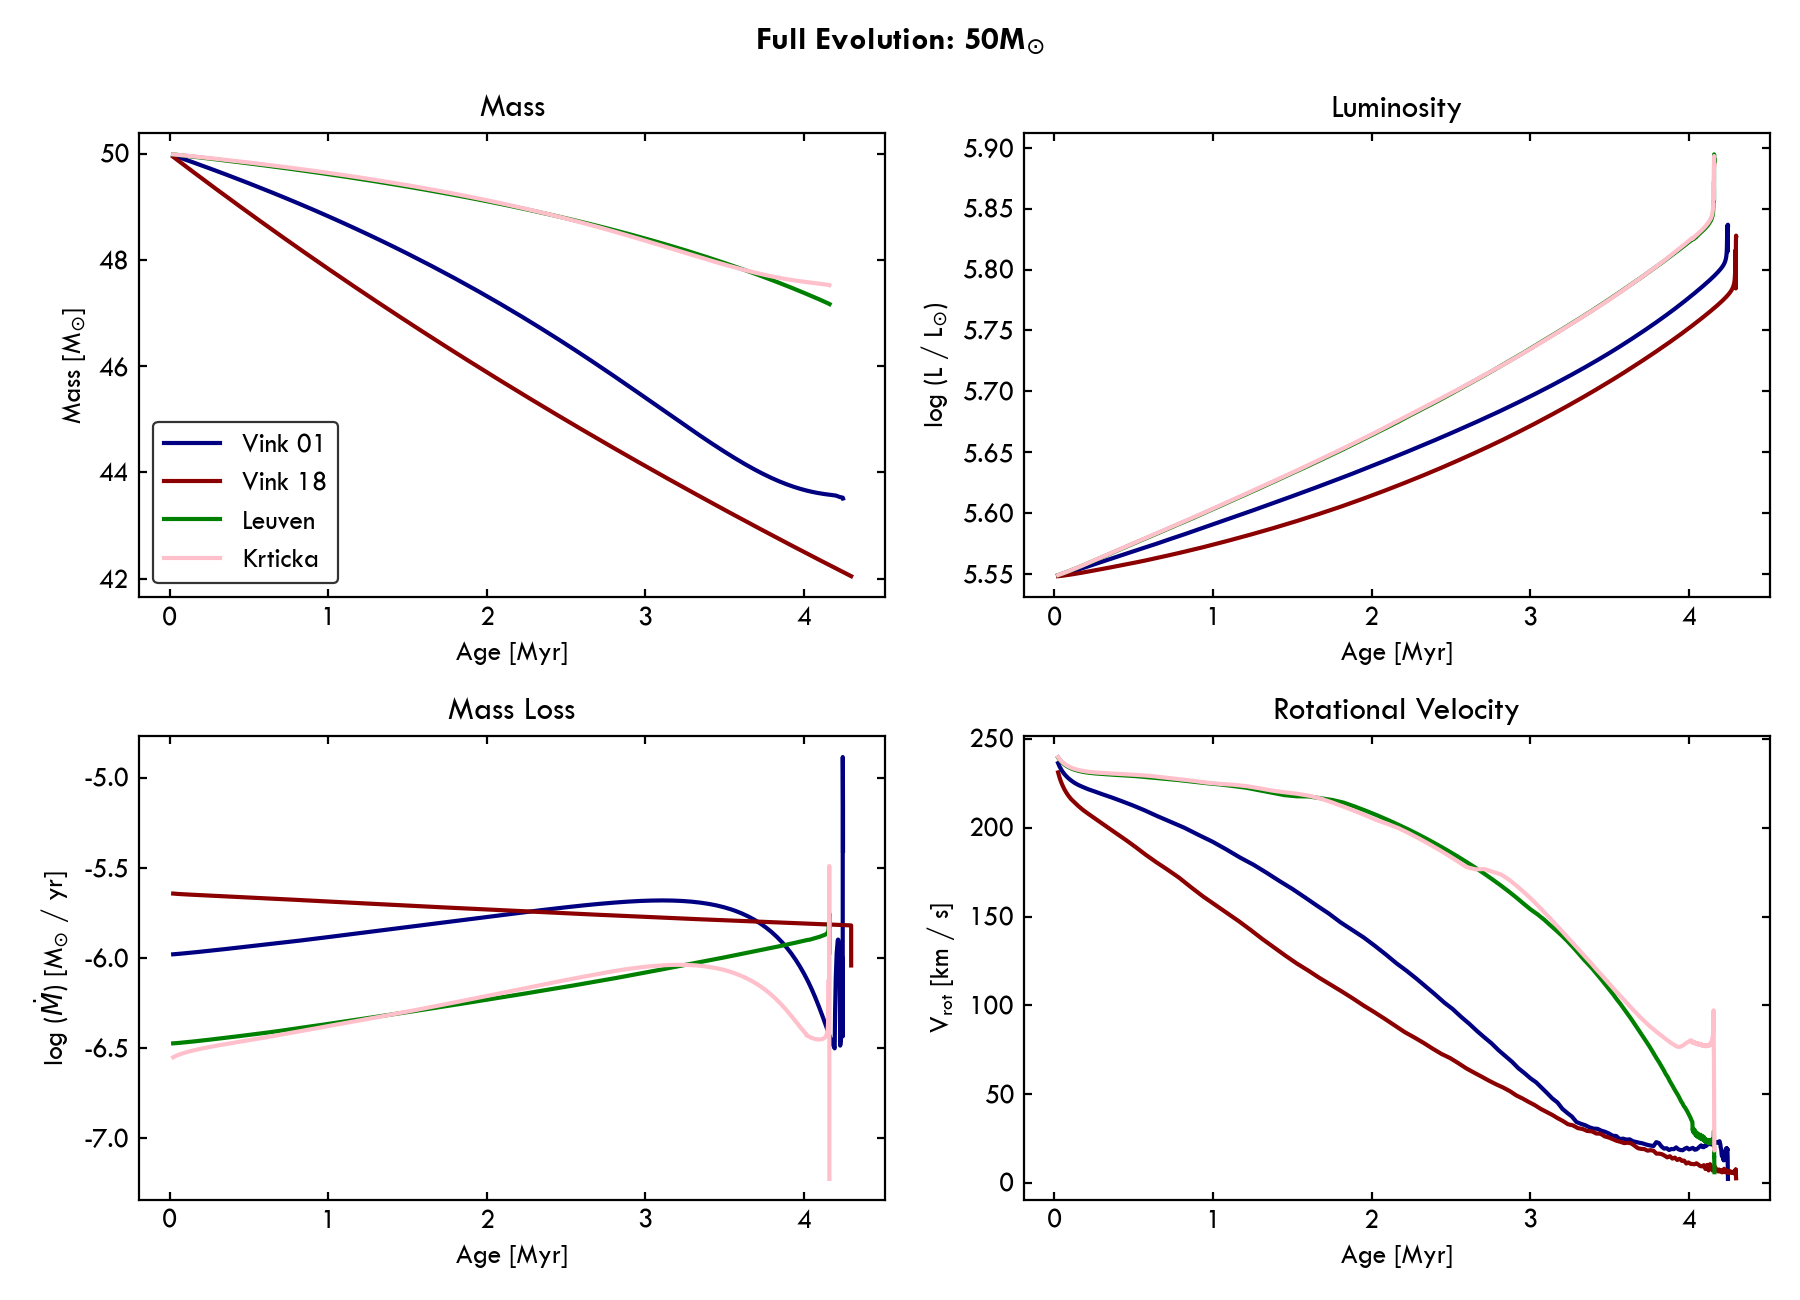 Full Evolution: 50M⊙
Mass
Luminosity
50
48
46
44
42
Mass [M⊙]
Vink 01
Vink 18
Leuven
Krticka
0 1 2 3 4
Age [Myr]
5.90
5.85
5.80
5.75
5.70
5.65
5.60
5.55
log (L / L⊙)
0 1 2 3 4
Age [Myr]
Mass Loss
Rotational Velocity
-5.0
-5.5
-6.0
-6.5
-7.0
log (Ṁ) [M⊙ / yr]
0 1 2 3 4
Age [Myr]
250
200
150
100
50
0
Vrot [km / s]
0 1 2 3 4
Age [Myr]